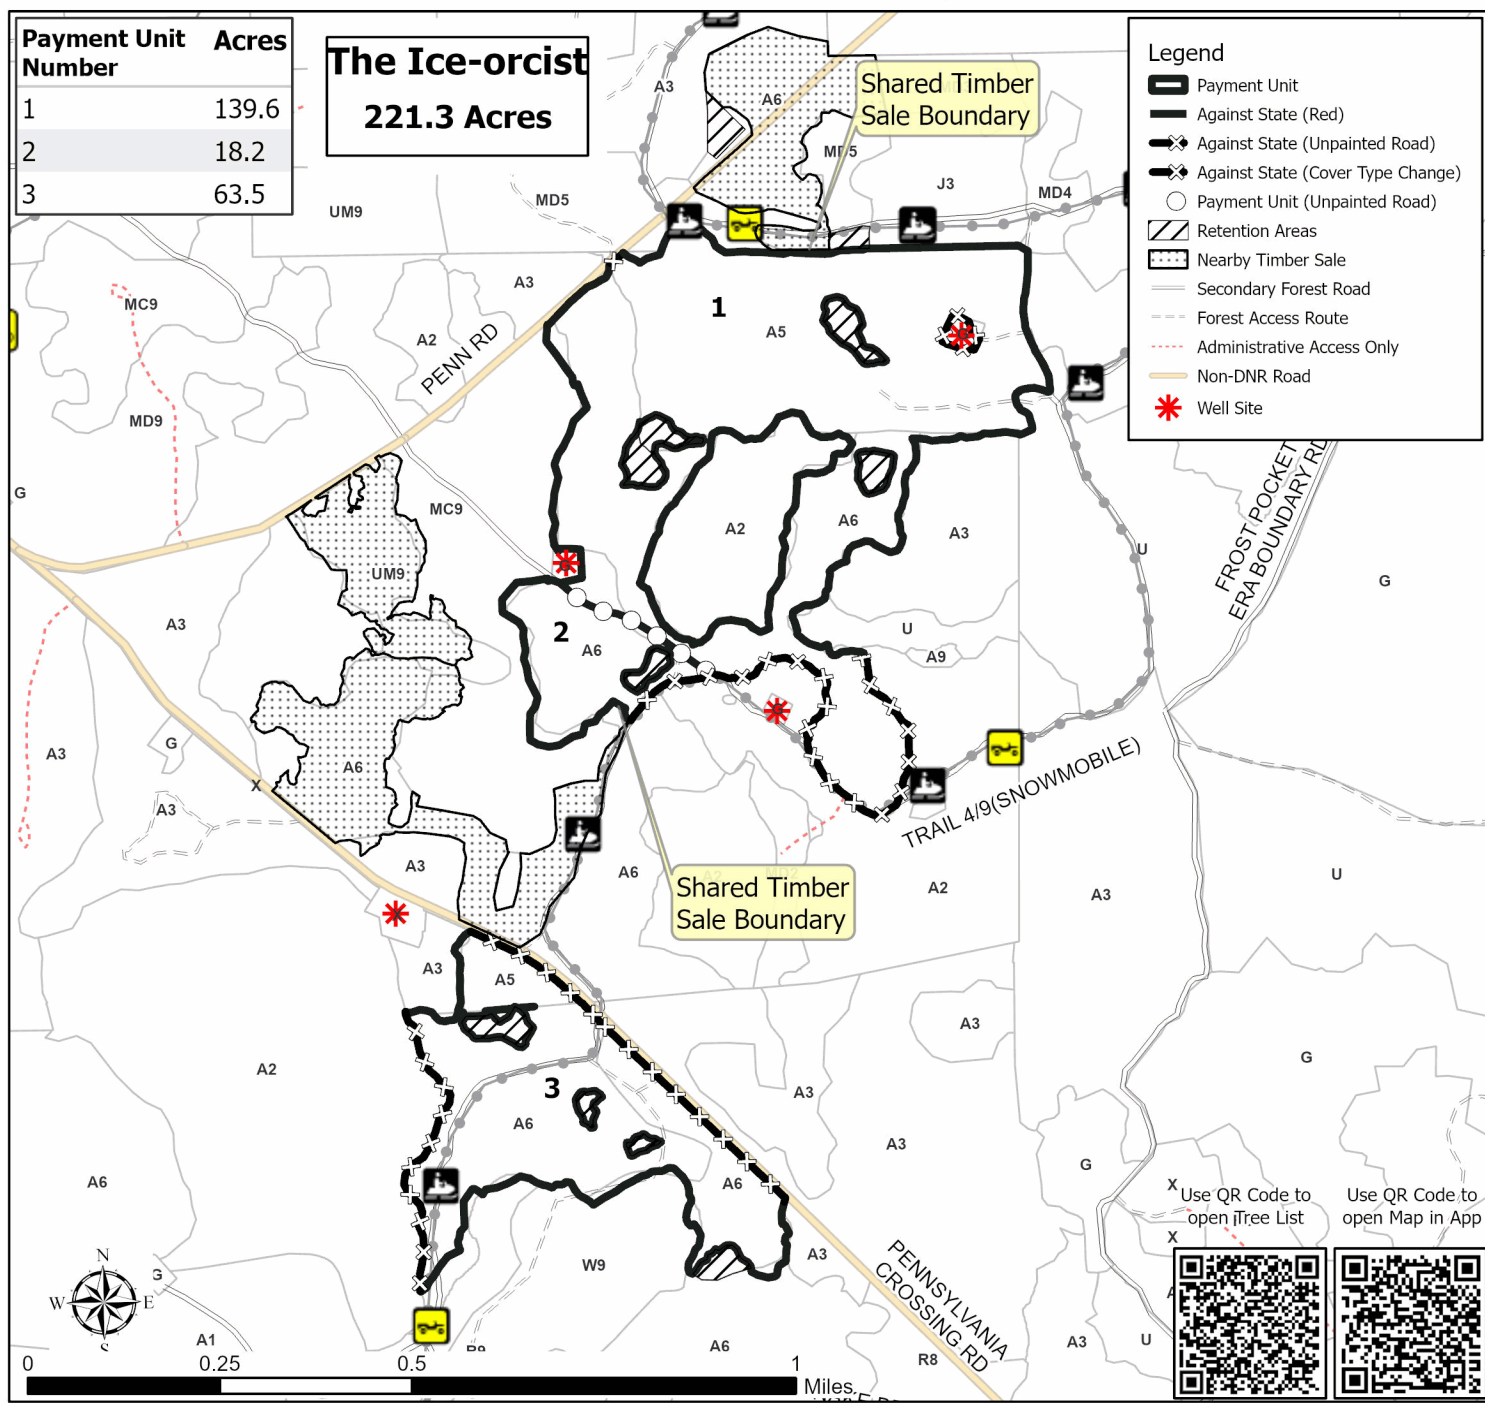 Payment Unit Number Acres
1 139.6
2 18.2
3 63.5
The Ice-orcist
221.3 Acres
Legend
Payment Unit
Against State (Red)
Against State (Unpainted Road)
Against State (Cover Type Change)
Payment Unit (Unpainted Road)
Retention Areas
Nearby Timber Sale
Secondary Forest Road
Forest Access Route
Administrative Access Only
Non-DNR Road
Well Site
Shared Timber
Sale Boundary
A3
A6
MD5
J3
MD4
MD5
UM9
A3
MC9
A2
PENN RD
1
A5
MD9
G
MC9
A2
A6
A3
FROST POCKET
ERA BOUNDARY RD
U
G
UM9
A3
2
A6
U
A9
G
A3
G
A6
A3
X
TRAIL 4/9(SNOWMOBILE)
A3
A6
A2
MD2
A2
A3
U
Shared Timber
Sale Boundary
A3
A5
A3
A2
3
A6
A3
A3
G
G
A6
A6
X
X
W9
A3
PENNSYLVANIA
CROSSING RD
Use QR Code to
open Tree List
Use QR Code to
open Map in App
N
W E
S
G
A1
R9
A6
R8
A3
U
0 0.25 0.5 1
Miles